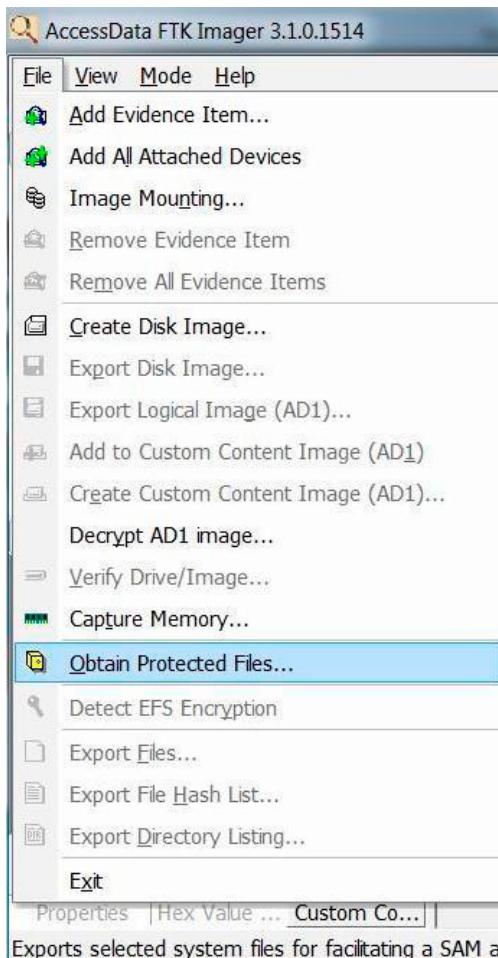 AccessData FTK Imager 3.1.0.1514
File View Mode Help
Add Evidence Item...
Add All Attached Devices
Image Mounting...
Remove Evidence Item
Remove All Evidence Items
Create Disk Image...
Export Disk Image...
Export Logical Image (AD1)...
Add to Custom Content Image (AD1)
Create Custom Content Image (AD1)...
Decrypt AD1 image...
Verify Drive/Image...
Capture Memory...
Obtain Protected Files...
Detect EFS Encryption
Export Files...
Export File Hash List...
Export Directory Listing...
Exit
Properties Hex Value ... Custom Co...
Exports selected system files for facilitating a SAM a